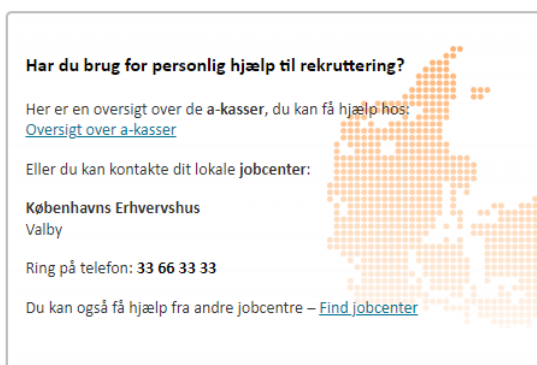 Har du brug for personlig hjælp til rekruttering?
Her er en oversigt over de a-kasser, du kan få hjælp hos:
Oversigt over a-kasser
Eller du kan kontakte dit lokale jobcenter:
Københavns Erhvervshus
Valby
Ring på telefon: 33 66 33 33
Du kan også få hjælp fra andre jobcentre – Find jobcenter